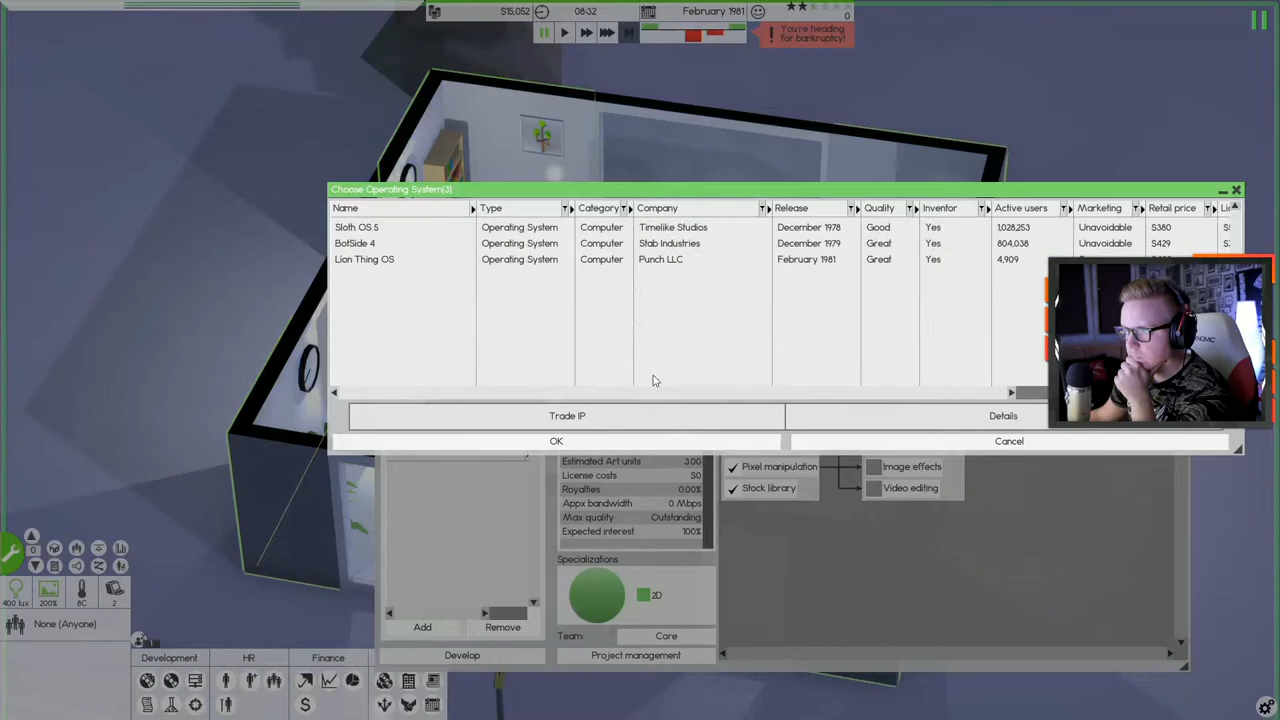 $15,052 08:32 February 1981 0
! You're heading for bankruptcy!
Choose Operating System(3)
Name Type Category Company Release Quality Inventor Active users Marketing Retail price Li
Sloth OS 5 Operating System Computer Timelike Studios December 1978 Good Yes 1,028,253 Unavoidable $380
BotSide 4 Operating System Computer Stab Industries December 1979 Great Yes 804,038 Unavoidable $429
Lion Thing OS Operating System Computer Punch LLC February 1981 Great Yes 4,909
Trade IP Details
OK Cancel
Estimated Art units 3.00
License costs $0
Royalties 0.00%
Appx bandwidth 0 Mbps
Max quality Outstanding
Expected interest 100%
Pixel manipulation Image effects
Stock library Video editing
Specializations
2D
Add Remove
Team: Core
Develop Project management
0
400 lux 200% 8C 2
None (Anyone)
1
Development HR Finance